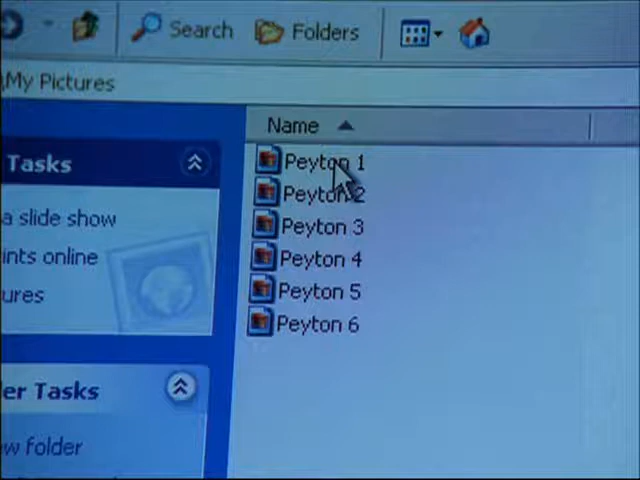 Search Folders
\My Pictures
Name
Tasks
Peyton 1
Peyton 2
a slide show
Peyton 3
ints online
Peyton 4
ures
Peyton 5
Peyton 6
er Tasks
w folder